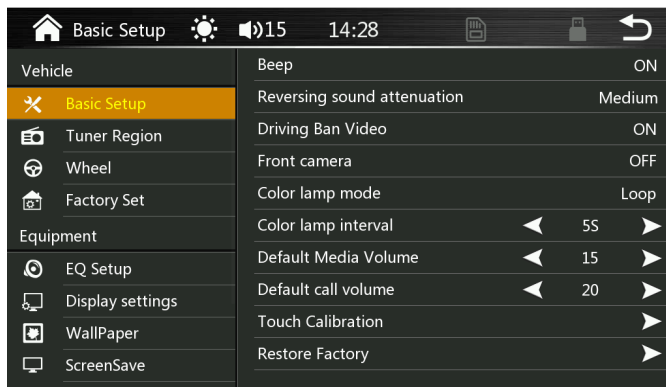 Basic Setup 15 14:28
Vehicle
Basic Setup
Tuner Region
Wheel
Factory Set
Equipment
EQ Setup
Display settings
WallPaper
ScreenSave
Beep ON
Reversing sound attenuation Medium
Driving Ban Video ON
Front camera OFF
Color lamp mode Loop
Color lamp interval 5S
Default Media Volume 15
Default call volume 20
Touch Calibration
Restore Factory